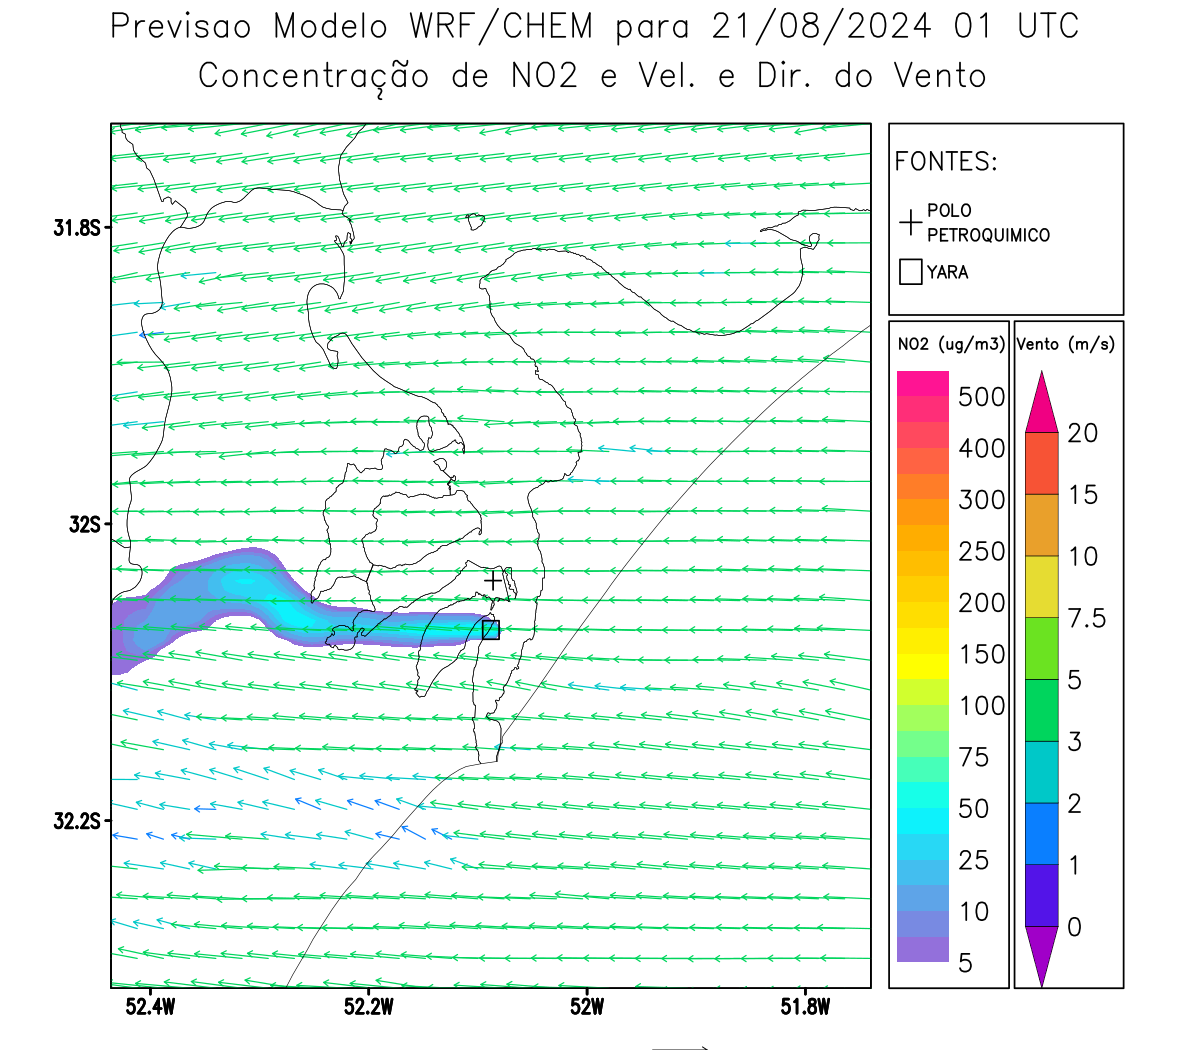 Previsao Modelo WRF/CHEM para 21/08/2024 01 UTC
Concentração de NO2 e Vel. e Dir. do Vento
FONTES:
POLO
PETROQUIMICO
YARA
NO2 (ug/m3)
500
400
300
250
200
150
100
75
50
25
10
5
Vento (m/s)
20
15
10
7.5
5
3
2
1
0
31.8S
32S
32.2S
52.4W 52.2W 52W 51.8W